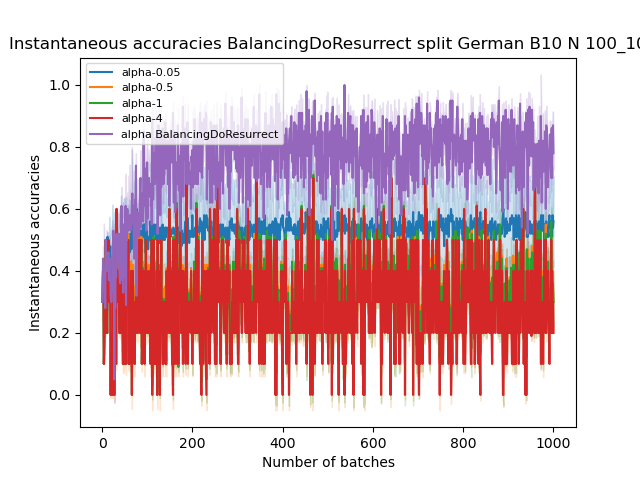 Instantaneous accuracies BalancingDoResurrect split German B10 N 100_10
alpha-0.05
alpha-0.5
alpha-1
alpha-4
alpha BalancingDoResurrect
1.0
0.8
0.6
0.4
0.2
0.0
Instantaneous accuracies
0 200 400 600 800 1000
Number of batches